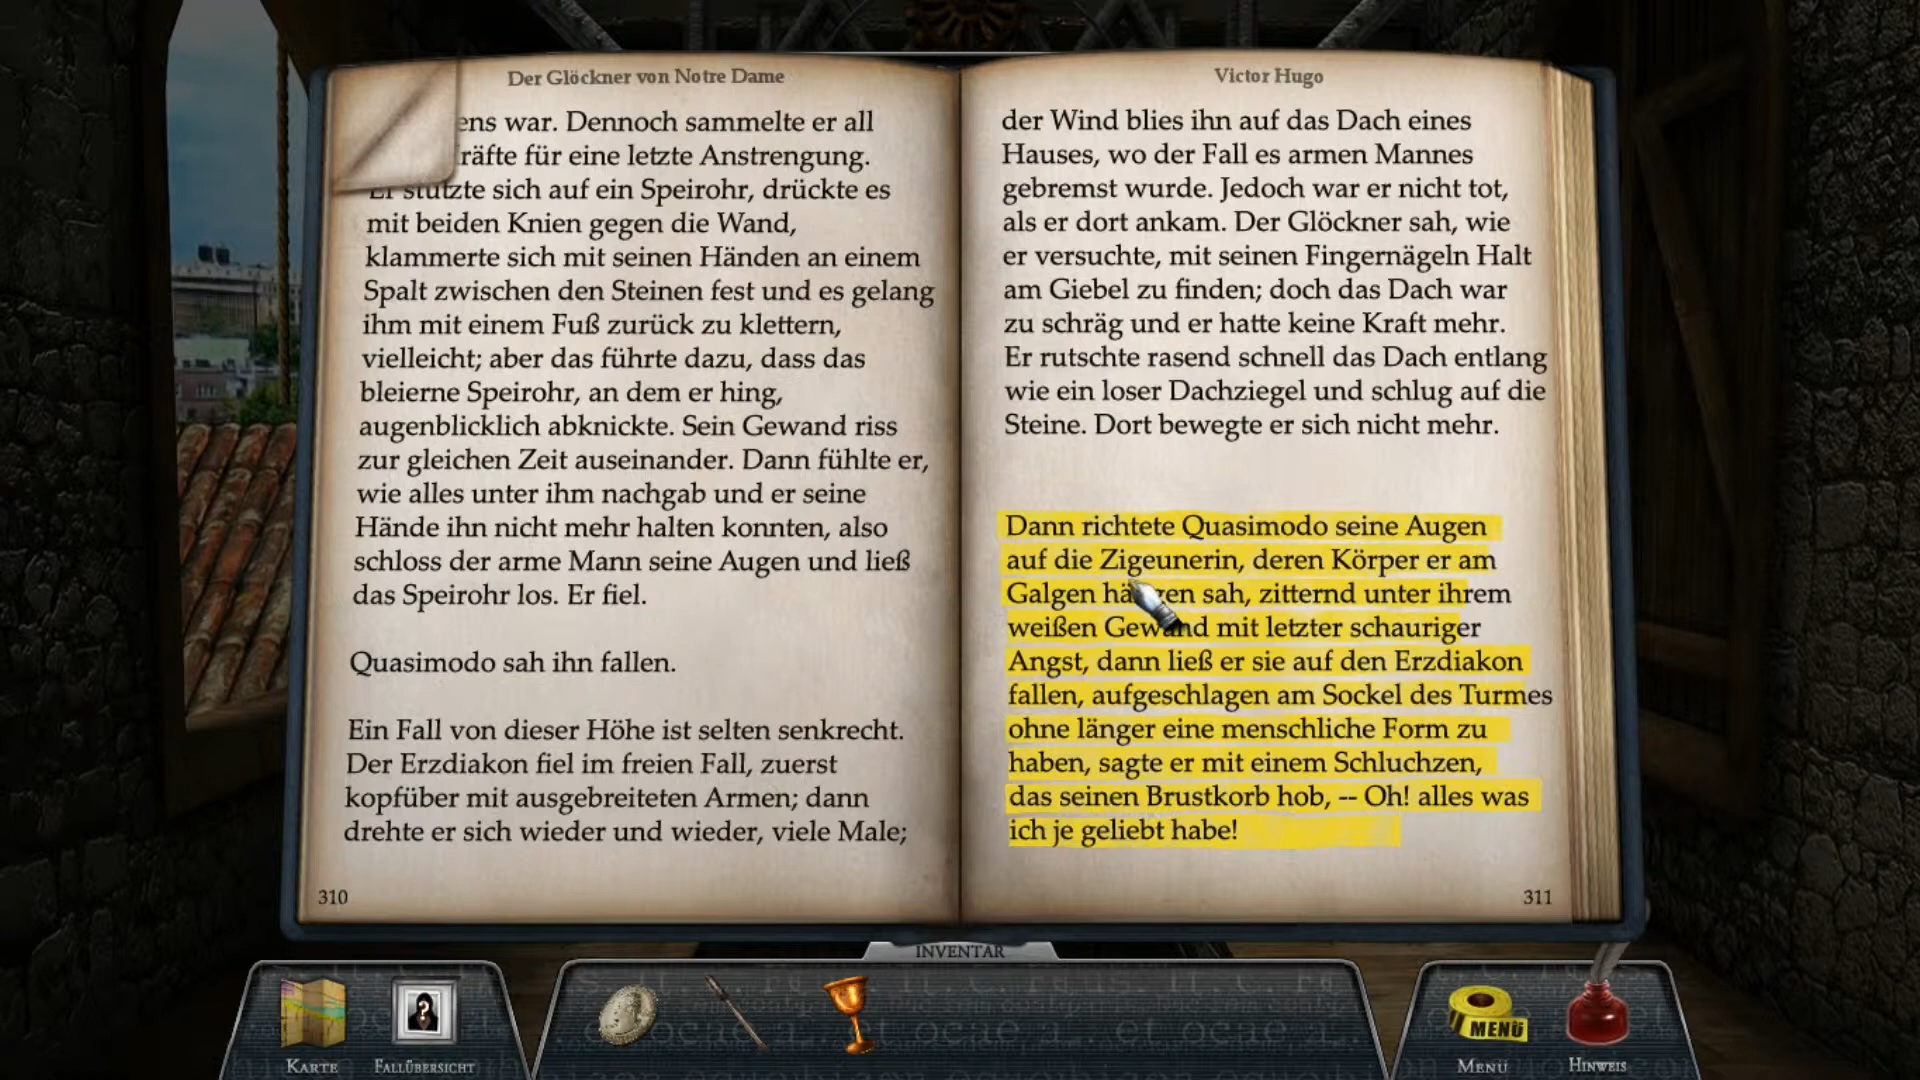 Der Glöckner von Notre Dame
ens war. Dennoch sammelte er all
räfte für eine letzte Anstrengung.
Er stützte sich auf ein Speirohr, drückte es
mit beiden Knien gegen die Wand,
klammerte sich mit seinen Händen an einem
Spalt zwischen den Steinen fest und es gelang
ihm mit einem Fuß zurück zu klettern,
vielleicht; aber das führte dazu, dass das
bleierne Speirohr, an dem er hing,
augenblicklich abknickte. Sein Gewand riss
zur gleichen Zeit auseinander. Dann fühlte er,
wie alles unter ihm nachgab und er seine
Hände ihn nicht mehr halten konnten, also
schloss der arme Mann seine Augen und ließ
das Speirohr los. Er fiel.
Quasimodo sah ihn fallen.
Ein Fall von dieser Höhe ist selten senkrecht.
Der Erzdiakon fiel im freien Fall, zuerst
kopfüber mit ausgebreiteten Armen; dann
drehte er sich wieder und wieder, viele Male;
310
Victor Hugo
der Wind blies ihn auf das Dach eines
Hauses, wo der Fall es armen Mannes
gebremst wurde. Jedoch war er nicht tot,
als er dort ankam. Der Glöckner sah, wie
er versuchte, mit seinen Fingernägeln Halt
am Giebel zu finden; doch das Dach war
zu schräg und er hatte keine Kraft mehr.
Er rutschte rasend schnell das Dach entlang
wie ein loser Dachziegel und schlug auf die
Steine. Dort bewegte er sich nicht mehr.
Dann richtete Quasimodo seine Augen
auf die Zigeunerin, deren Körper er am
Galgen hängen sah, zitternd unter ihrem
weißen Gewand mit letzter schauriger
Angst, dann ließ er sie auf den Erzdiakon
fallen, aufgeschlagen am Sockel des Turmes
ohne länger eine menschliche Form zu
haben, sagte er mit einem Schluchzen,
das seinen Brustkorb hob, -- Oh! alles was
ich je geliebt habe!
311
INVENTAR
KARTE
FALLÜBERSICHT
MENÜ
MENÜ
HINWEIS